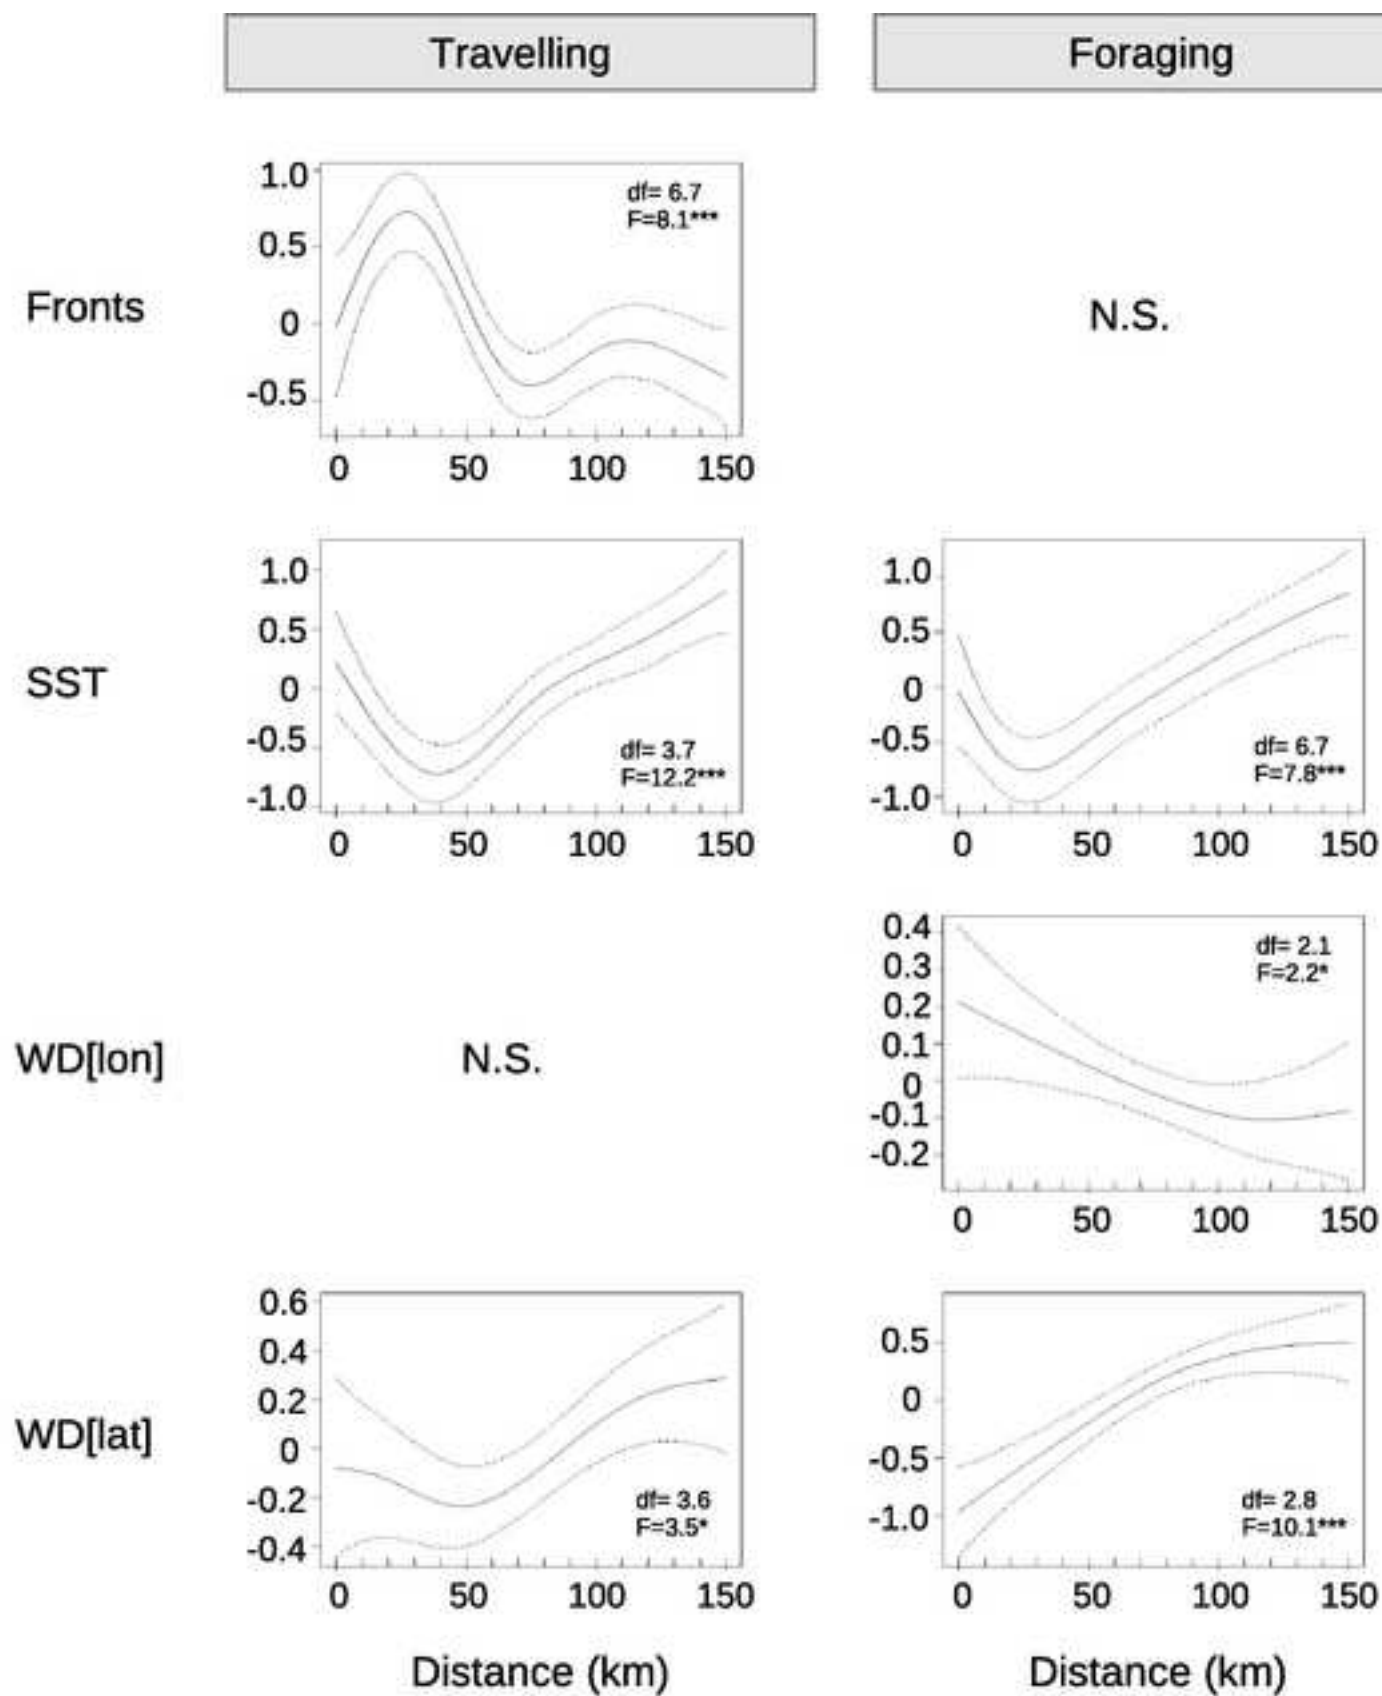 Travelling Foraging
1.0
0.5
0
-0.5
df= 6.7
F=8.1***
0 50 100 150
Fronts
N.S.
1.0
0.5
0
-0.5
-1.0
df= 3.7
F=12.2***
0 50 100 150
SST
1.0
0.5
0
-0.5
-1.0
df= 6.7
F=7.8***
0 50 100 150
WD[lon]
N.S.
0.4
0.3
0.2
0.1
0
-0.1
-0.2
df= 2.1
F=2.2*
0 50 100 150
WD[lat]
0.6
0.4
0.2
0
-0.2
-0.4
df= 3.6
F=3.5*
0 50 100 150
Distance (km)
0.5
0
-0.5
-1.0
df= 2.8
F=10.1***
0 50 100 150
Distance (km)